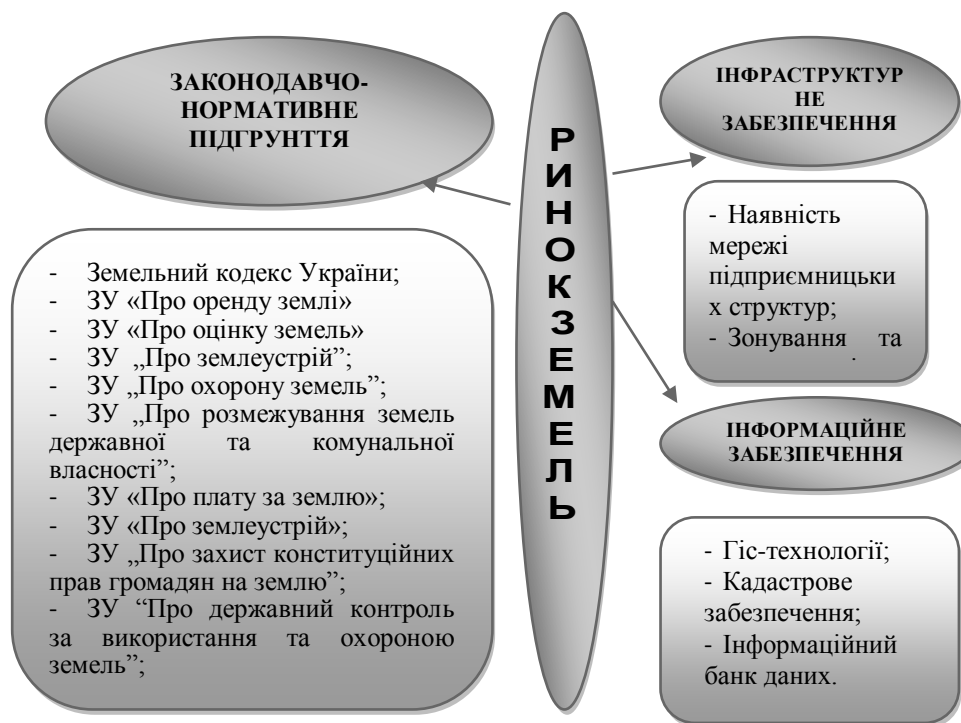 ЗАКОНОДАВЧО-
НОРМАТИВНЕ
ПІДГРУНТТЯ
- Земельний кодекс України;
- ЗУ «Про оренду землі»
- ЗУ «Про оцінку земель»
- ЗУ „Про землеустрій”;
- ЗУ „Про охорону земель”;
- ЗУ „Про розмежування земель
державної та комунальної
власності”;
- ЗУ «Про плату за землю»;
- ЗУ «Про землеустрій»;
- ЗУ „Про захист конституційних
прав громадян на землю”;
- ЗУ “Про державний контроль
за використання та охороною
земель”;
Р
И
Н
О
К
З
Е
М
Е
Л
Ь
ІНФРАСТРУКТУР
НЕ
ЗАБЕЗПЕЧЕННЯ
- Наявність
мережі
підприємницьки
х структур;
- Зонування та
ІНФОРМАЦІЙНЕ
ЗАБЕЗПЕЧЕННЯ
- Гіс-технології;
- Кадастрове
забезпечення;
- Інформаційний
банк даних.